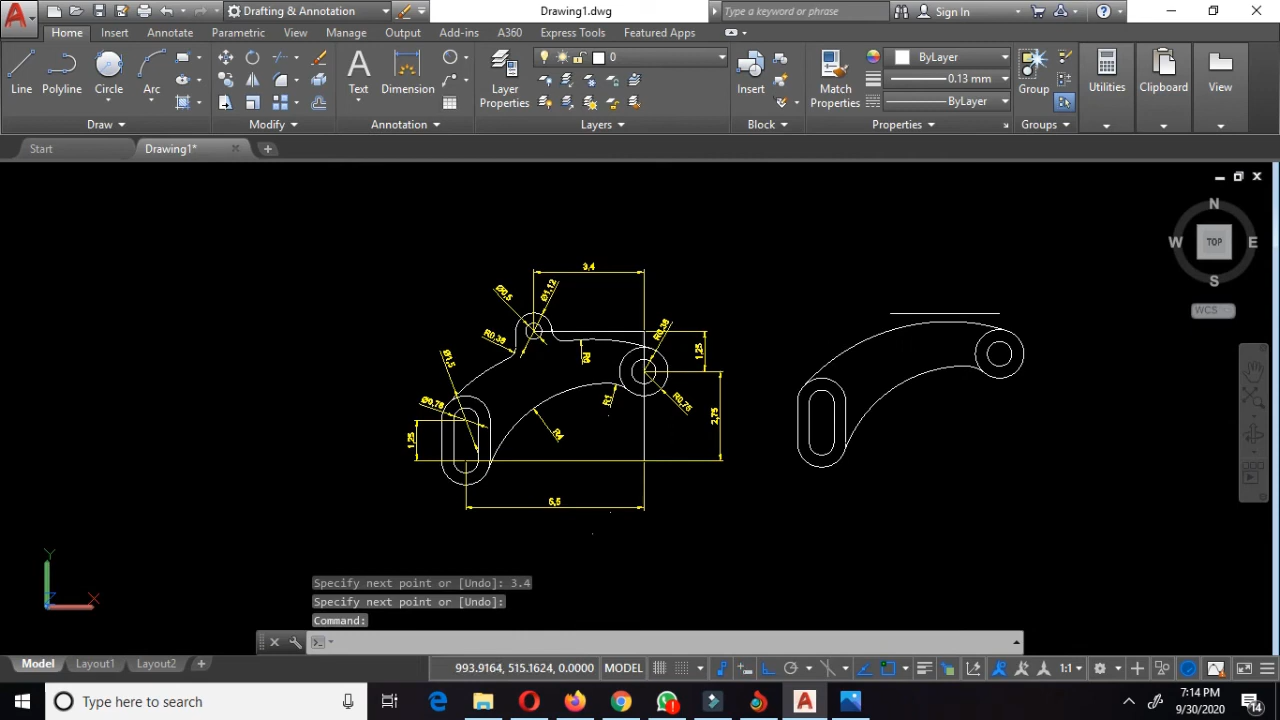 Drafting & Annotation
Drawing1.dwg
Type a keyword or phrase
Sign In
Home Insert Annotate Parametric View Manage Output Add-ins A360 Express Tools Featured Apps
Line
Polyline
Circle
Arc
Text
Dimension
Layer
Properties
0
Insert
Match
Properties
ByLayer
0.13 mm
ByLayer
Group
Utilities
Clipboard
View
Draw
Modify
Annotation
Layers
Block
Properties
Groups
Start
Drawing1*
N
W
TOP
E
S
WCS
3,4
Ø0,5
Ø1,12
R0,38
R0,38
1,25
R6
Ø1,5
Ø0,78
R1
R0,75
2,75
1,25
R4
6,5
Y
X
Specify next point or [Undo]: 3.4
Specify next point or [Undo]:
Command:
Model Layout1 Layout2
993.9164, 515.1624, 0.0000 MODEL
1:1
Type here to search
7:14 PM
9/30/2020
14